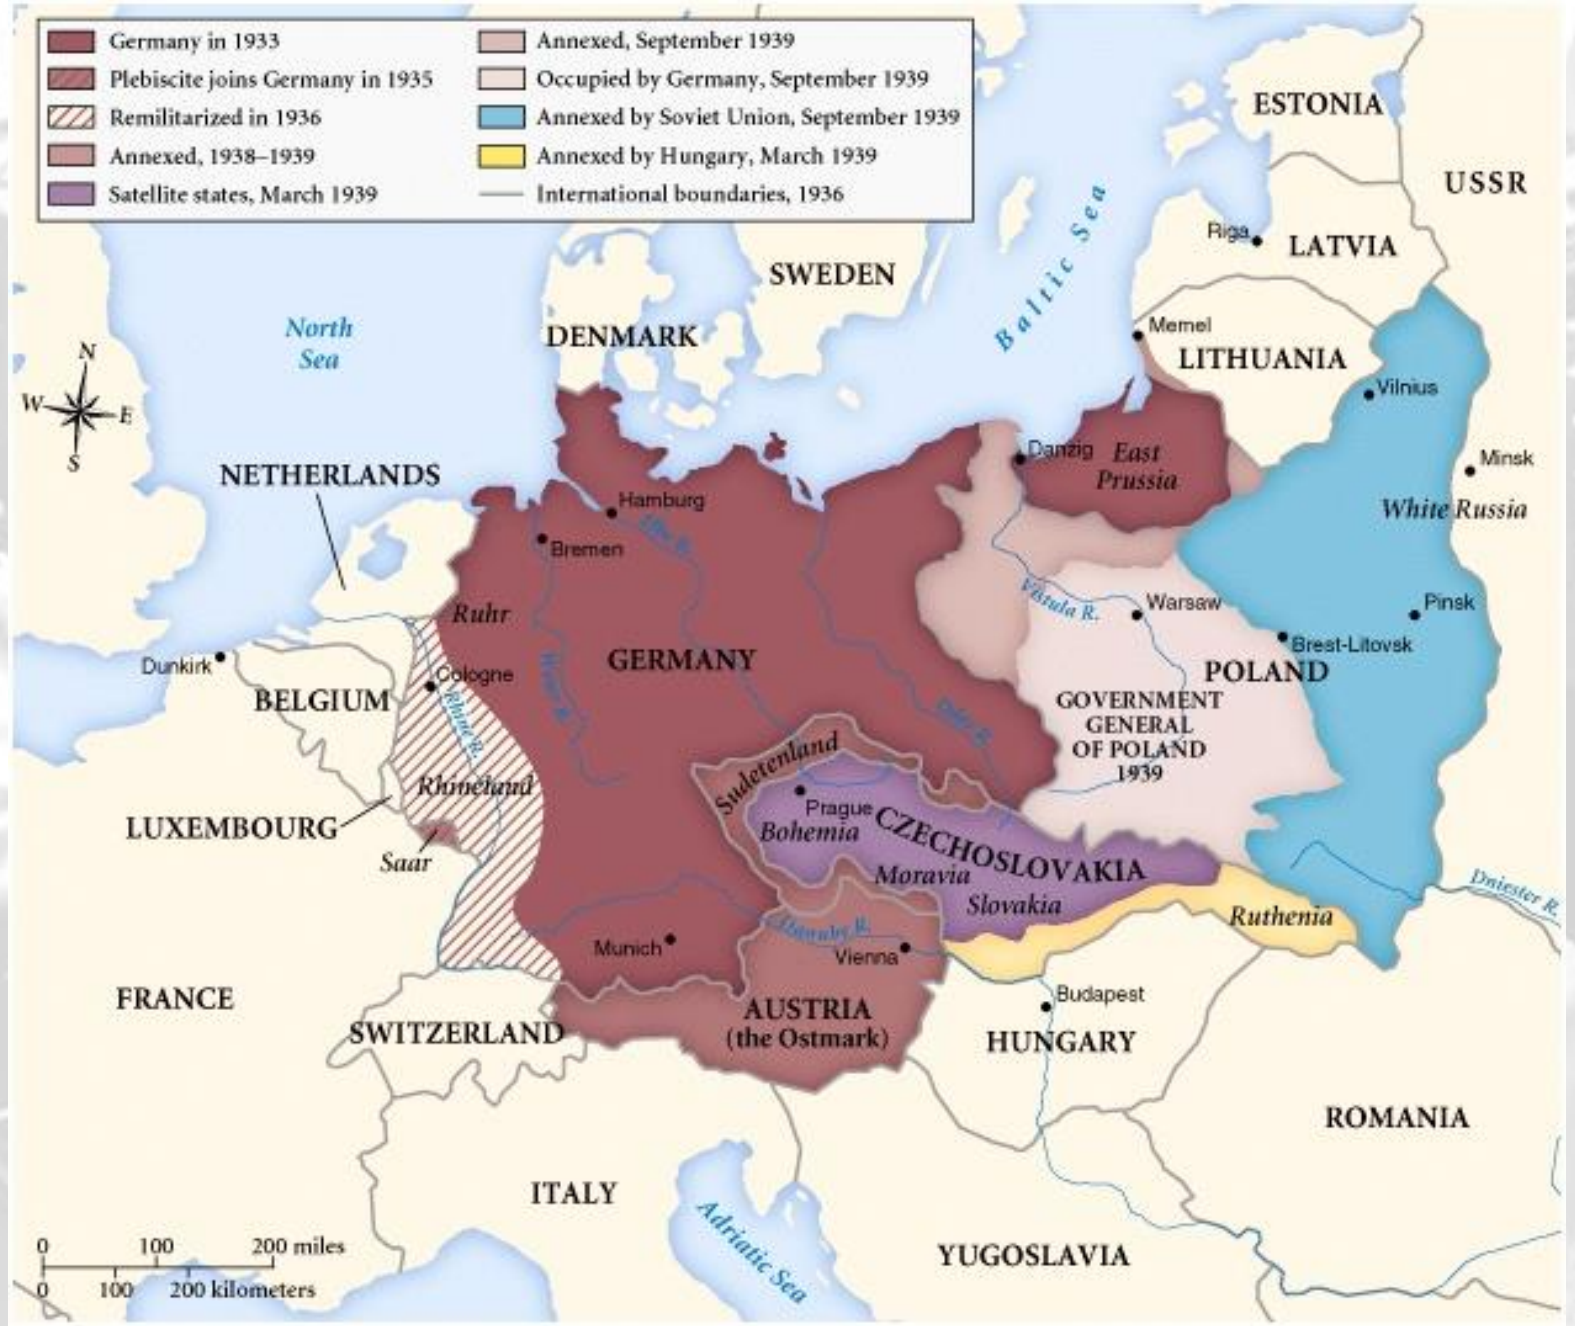 Germany in 1933
Plebiscite joins Germany in 1935
Remilitarized in 1936
Annexed, 1938–1939
Satellite states, March 1939
Annexed, September 1939
Occupied by Germany, September 1939
Annexed by Soviet Union, September 1939
Annexed by Hungary, March 1939
International boundaries, 1936
ESTONIA
USSR
Riga
LATVIA
SWEDEN
Baltic Sea
North
Sea
DENMARK
Memel
LITHUANIA
Vilnius
N
W
E
S
Danzig
East
Prussia
Minsk
White Russia
NETHERLANDS
Hamburg
Elbe R.
Bremen
Ruhr
Vistula R.
Warsaw
Pinsk
Brest-Litovsk
Dunkirk
GERMANY
POLAND
Cologne
BELGIUM
Rhine R.
Weser R.
Oder R.
GOVERNMENT
GENERAL
OF POLAND
1939
Sudetenland
Rhineland
Prague
Bohemia
CZECHOSLOVAKIA
LUXEMBOURG
Saar
Moravia
Slovakia
Dniester R.
Ruthenia
Danube R.
Munich
Vienna
FRANCE
Budapest
AUSTRIA
(the Ostmark)
SWITZERLAND
HUNGARY
ROMANIA
ITALY
Adriatic Sea
YUGOSLAVIA
0 100 200 miles
0 100 200 kilometers